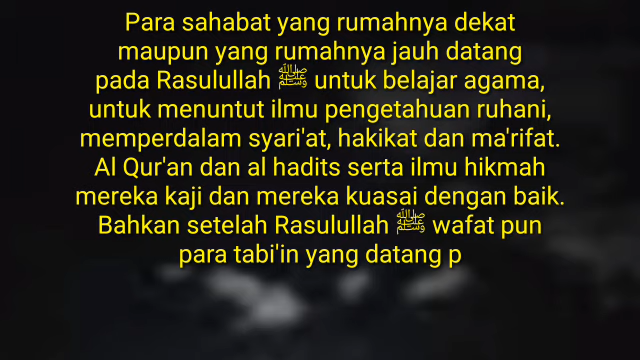 Para sahabat yang rumahnya dekat
maupun yang rumahnya jauh datang
pada Rasulullah ﷺ untuk belajar agama,
untuk menuntut ilmu pengetahuan ruhani,
memperdalam syari'at, hakikat dan ma'rifat.
Al Qur'an dan al hadits serta ilmu hikmah
mereka kaji dan mereka kuasai dengan baik.
Bahkan setelah Rasulullah ﷺ wafat pun
para tabi'in yang datang p